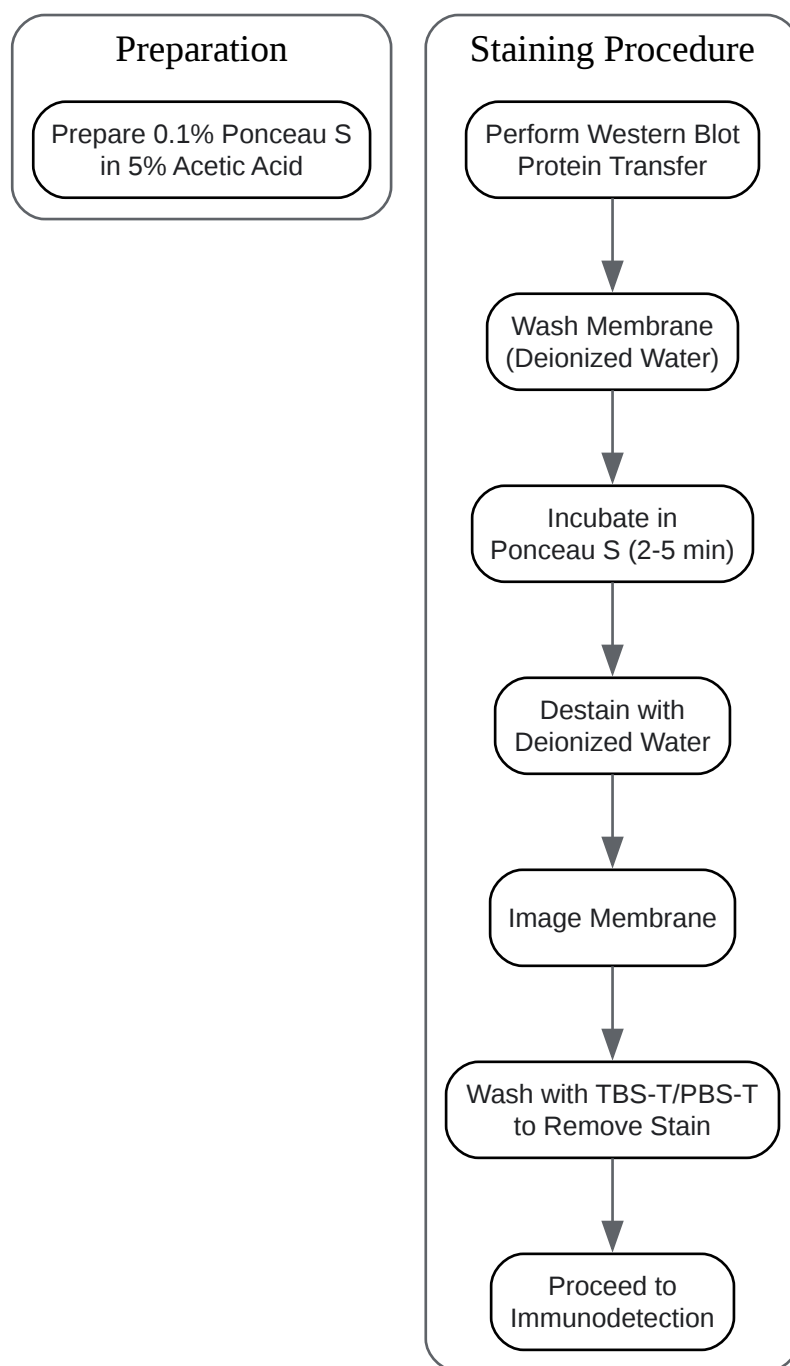 Preparation
Prepare 0.1% Ponceau S
in 5% Acetic Acid
Staining Procedure
Perform Western Blot
Protein Transfer
Wash Membrane
(Deionized Water)
Incubate in
Ponceau S (2-5 min)
Destain with
Deionized Water
Image Membrane
Wash with TBS-T/PBS-T
to Remove Stain
Proceed to
Immunodetection